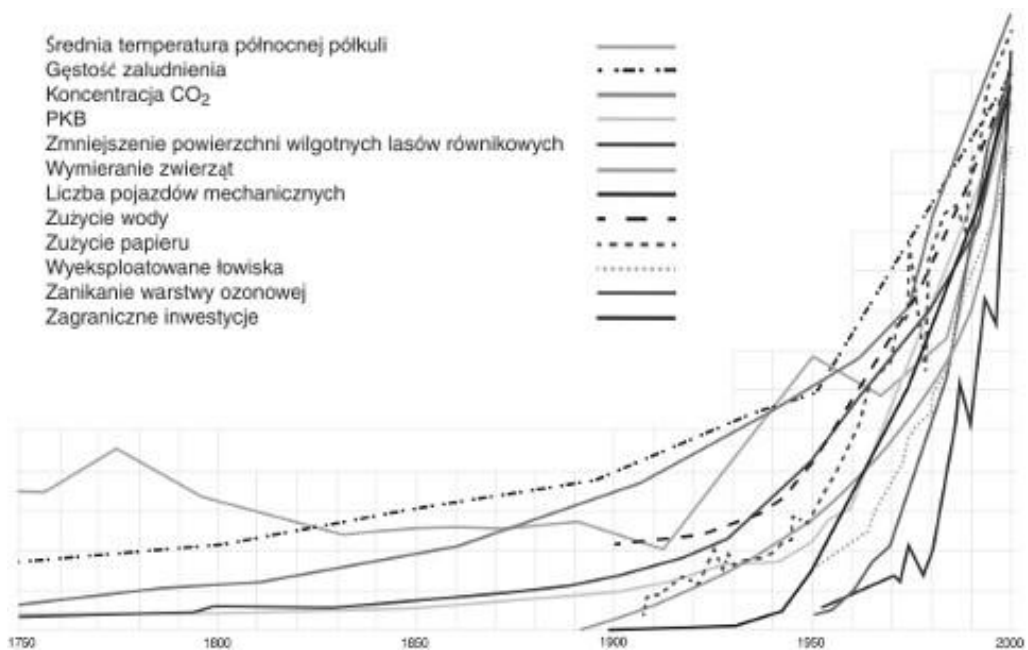 Średnia temperatura północnej półkuli
Gęstość zaludnienia
Koncentracja CO₂
PKB
Zmniejszenie powierzchni wilgotnych lasów równikowych
Wymieranie zwierząt
Liczba pojazdów mechanicznych
Zużycie wody
Zużycie papieru
Wyeksploatowane łowiska
Zanikanie warstwy ozonowej
Zagraniczne inwestycje
1750 1800 1850 1900 1950 2000